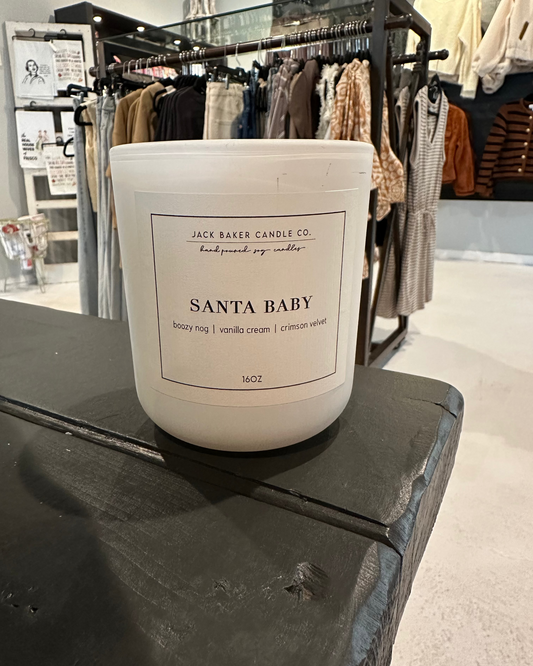 JACK BAKER CANDLE CO.
hand poured soy candles
SANTA BABY
boozy nog | vanilla cream | crimson velvet
16OZ